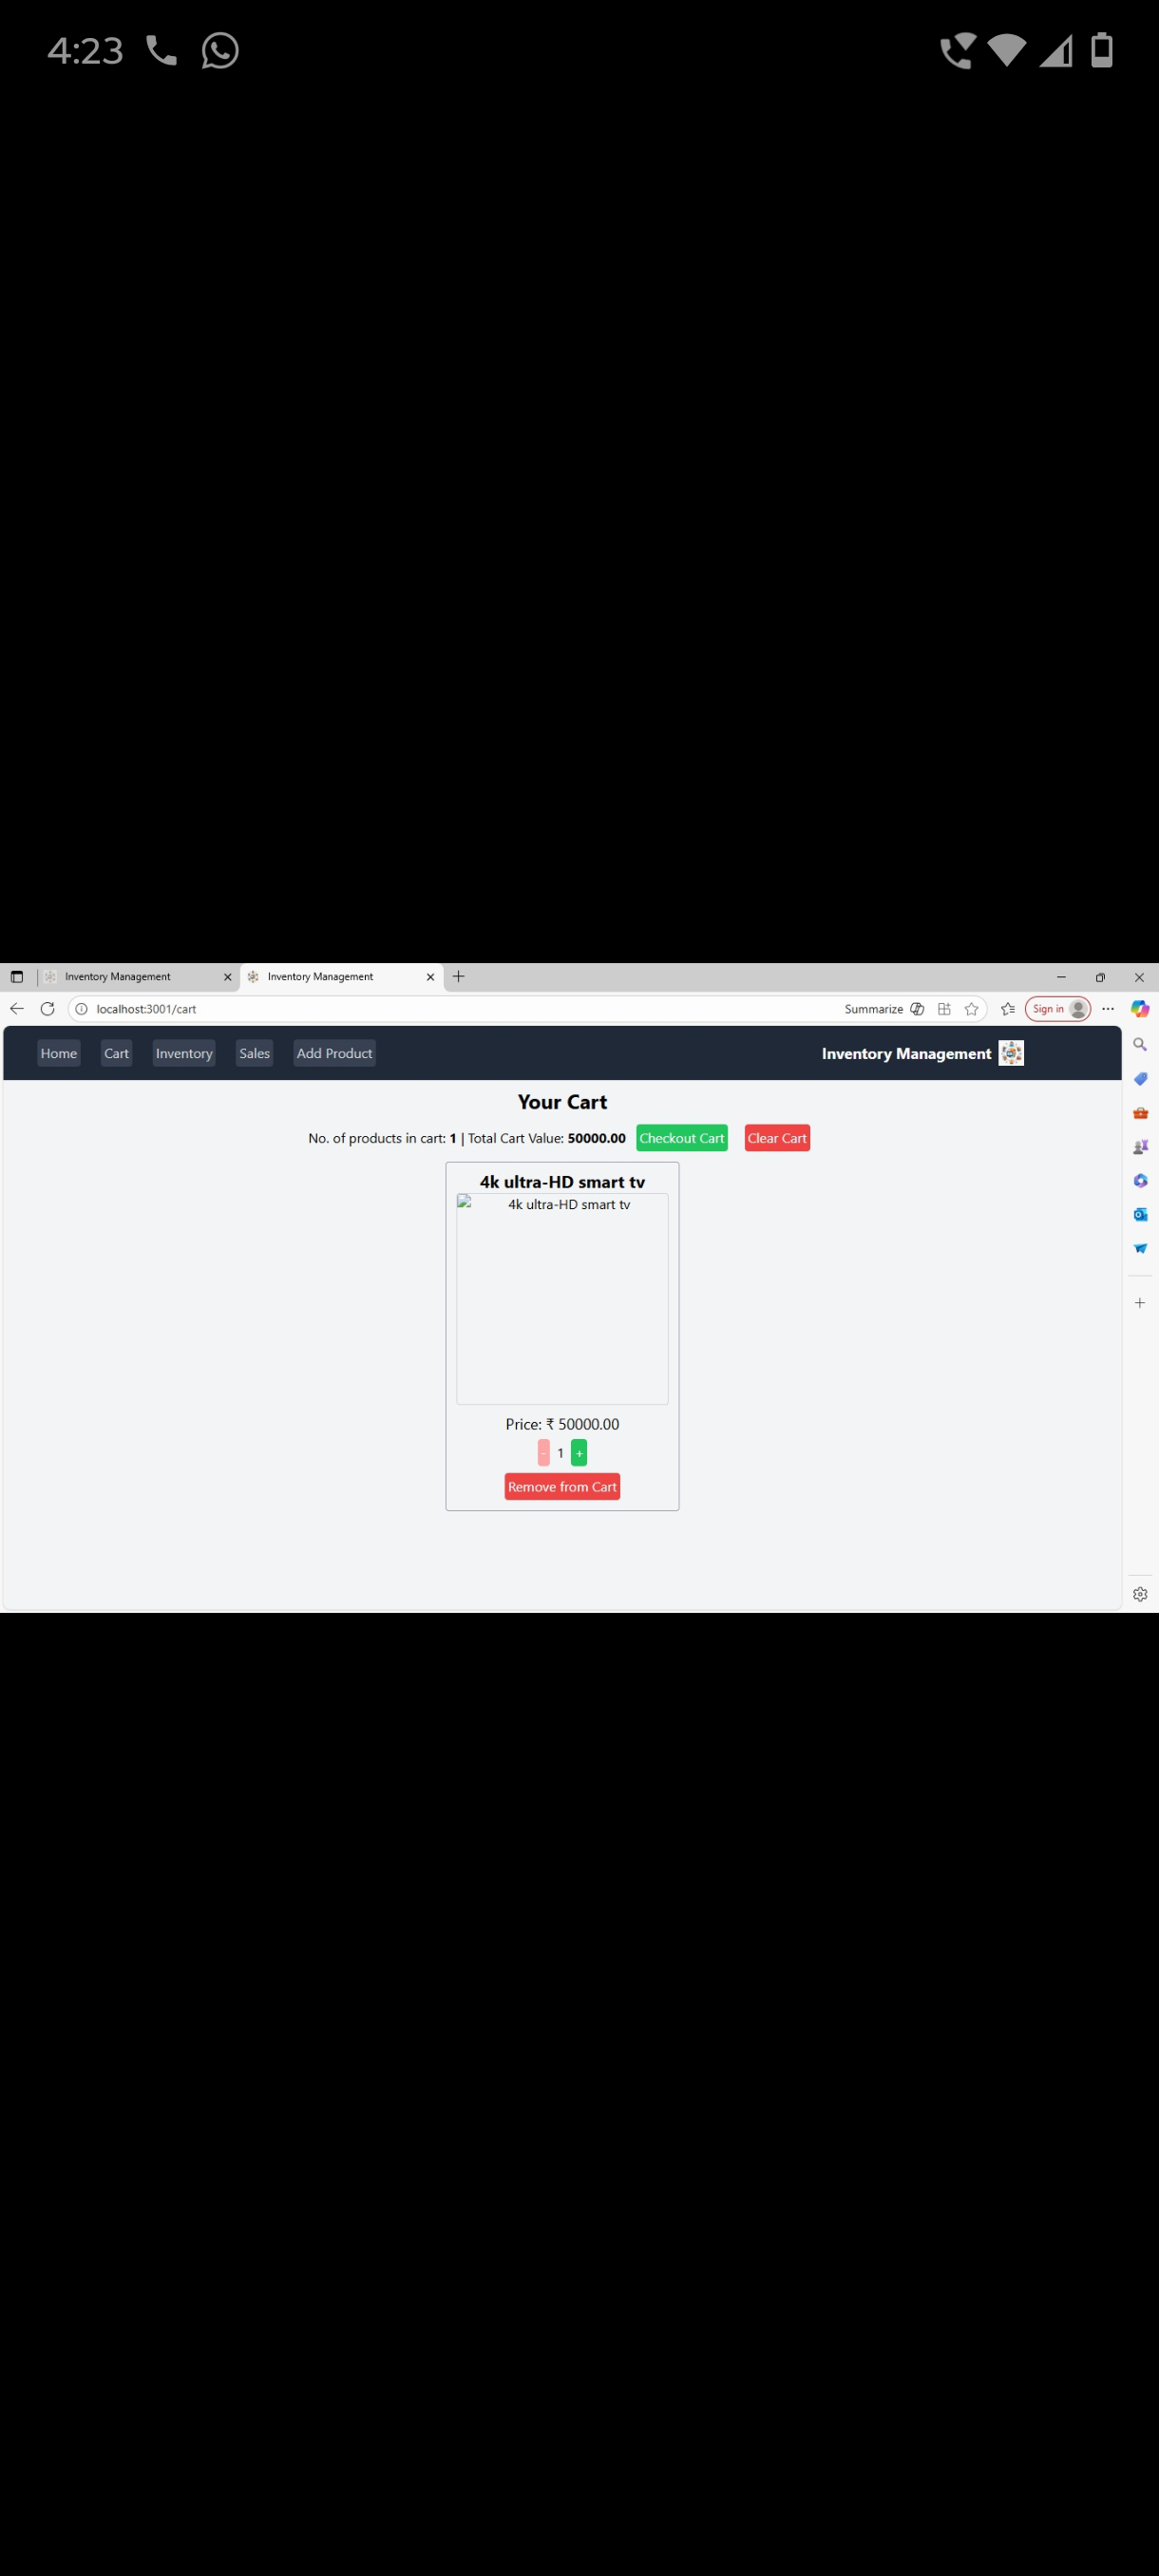 4:23
Inventory Management
Inventory Management
localhost:3001/cart
Summarize
Sign in
Home Cart Inventory Sales Add Product Inventory Management
Your Cart
No. of products in cart: 1 | Total Cart Value: 50000.00 Checkout Cart Clear Cart
4k ultra-HD smart tv
4k ultra-HD smart tv
Price: ₹ 50000.00
- 1 +
Remove from Cart